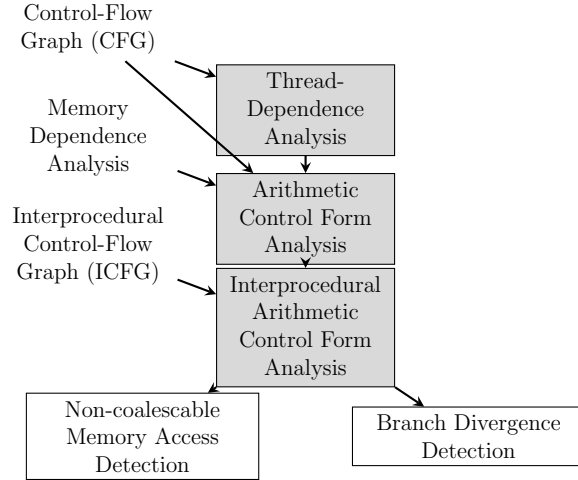 Control-Flow
Graph (CFG)
Thread-
Dependence
Analysis
Memory
Dependence
Analysis
Arithmetic
Control Form
Analysis
Interprocedural
Control-Flow
Graph (ICFG)
Interprocedural
Arithmetic
Control Form
Analysis
Non-coalescable
Memory Access
Detection
Branch Divergence
Detection